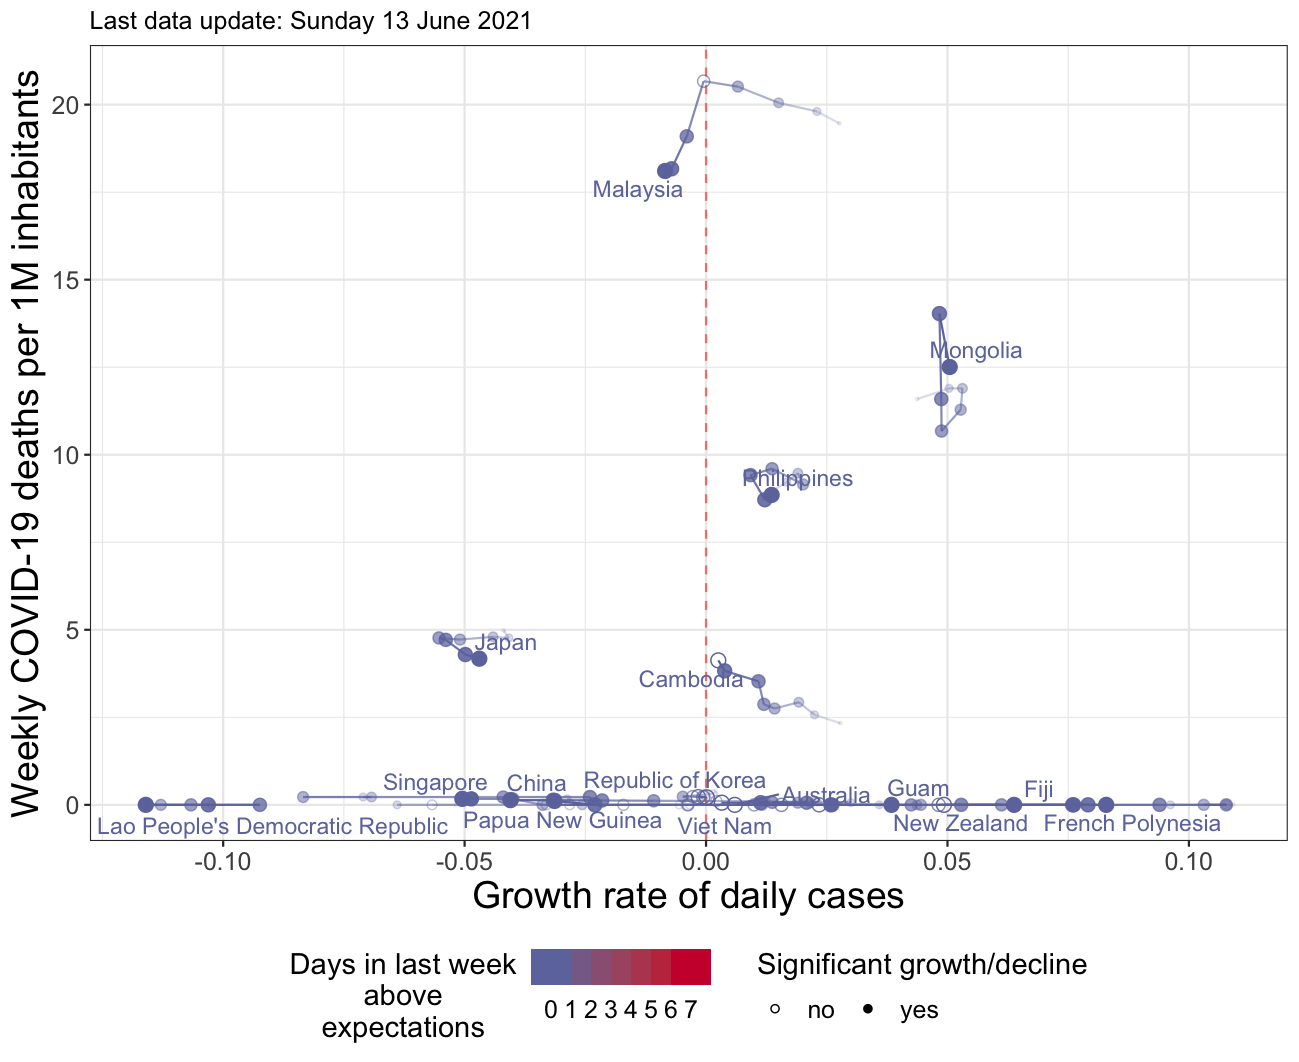 Last data update: Sunday 13 June 2021
Weekly COVID-19 deaths per 1M inhabitants
20
15
10
5
0
Malaysia
Mongolia
Philippines
Japan
Cambodia
Singapore
China
Republic of Korea
Australia
Guam
Fiji
Lao People's Democratic Republic
Papua New Guinea
Viet Nam
New Zealand
French Polynesia
-0.10
-0.05
0.00
0.05
0.10
Growth rate of daily cases
Days in last week
above
expectations
0 1 2 3 4 5 6 7
Significant growth/decline
no
yes